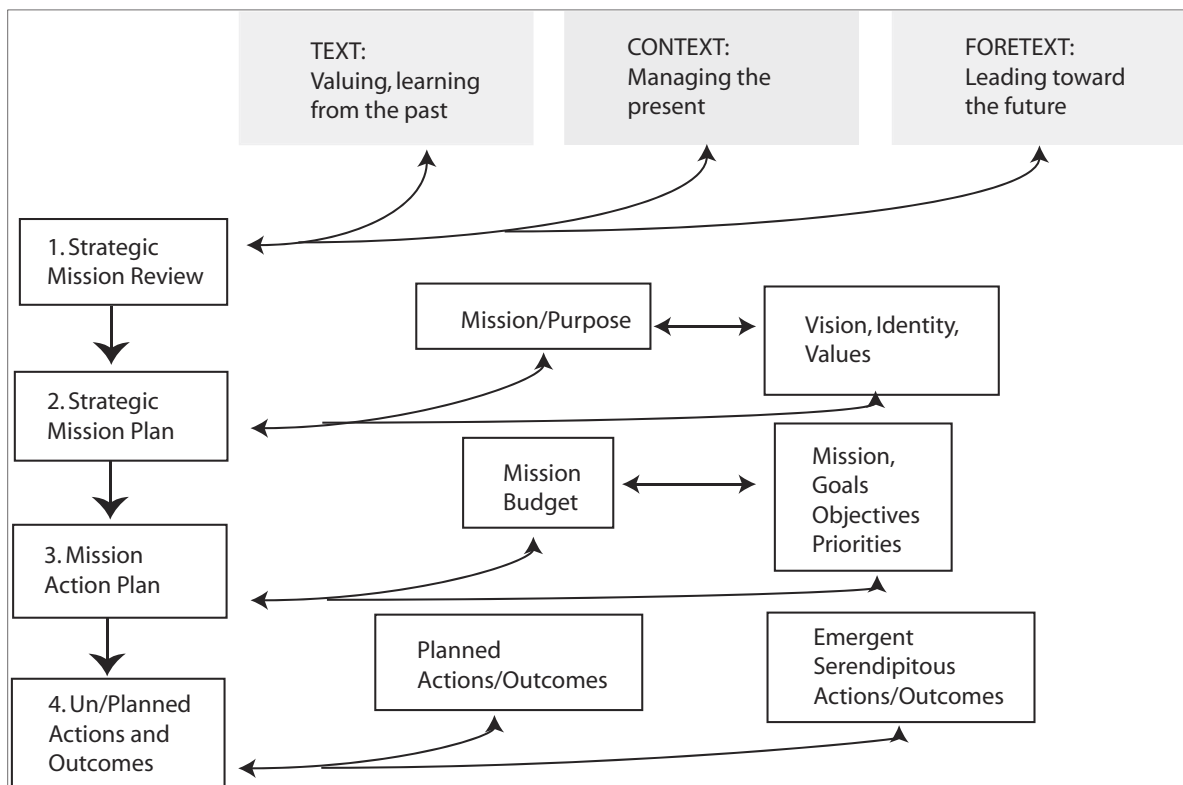 TEXT:
Valuing, learning
from the past
CONTEXT:
Managing the
present
FORETEXT:
Leading toward
the future
1. Strategic
Mission Review
Mission/Purpose
Vision, Identity,
Values
2. Strategic
Mission Plan
Mission
Budget
Mission,
Goals
Objectives
Priorities
3. Mission
Action Plan
Planned
Actions/Outcomes
Emergent
Serendipitous
Actions/Outcomes
4. Un/Planned
Actions and
Outcomes